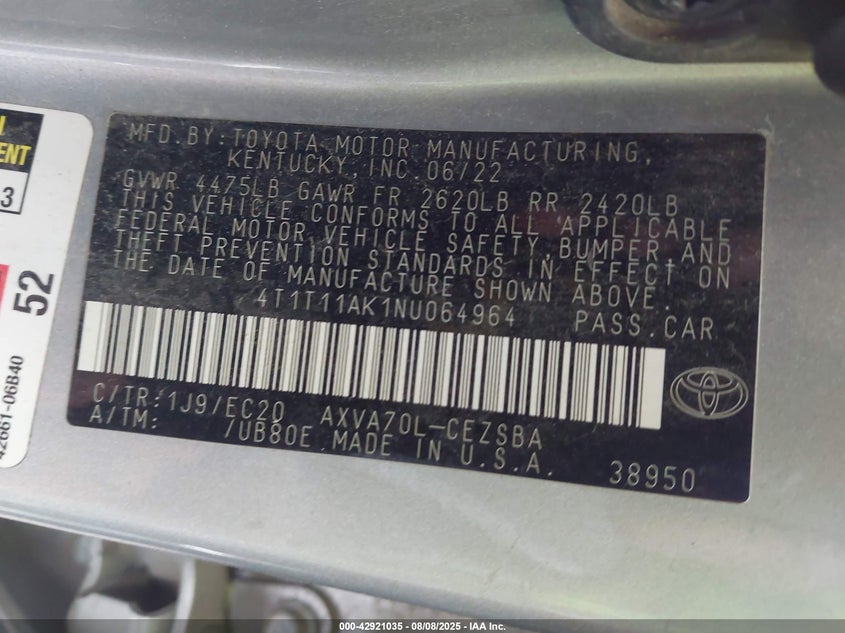 MFD.BY:TOYOTA MOTOR MANUFACTURING,
KENTUCKY,INC.06/22
GVWR 4475LB GAWR FR 2620LB RR 2420LB
THIS VEHICLE CONFORMS TO ALL APPLICABLE
FEDERAL MOTOR VEHICLE SAFETY,BUMPER,AND
THEFT PREVENTION STANDARDS IN EFFECT ON
THE DATE OF MANUFACTURE SHOWN ABOVE.
4T1T11AK1NU064964 PASS.CAR
C/TR:1J9/EC20 AXVA70L-CEZSBA
A/TM: /UB80E MADE IN U.S.A.
38950
3
52
42661-06B40
000-42921035 - 08/08/2025 - IAA Inc.